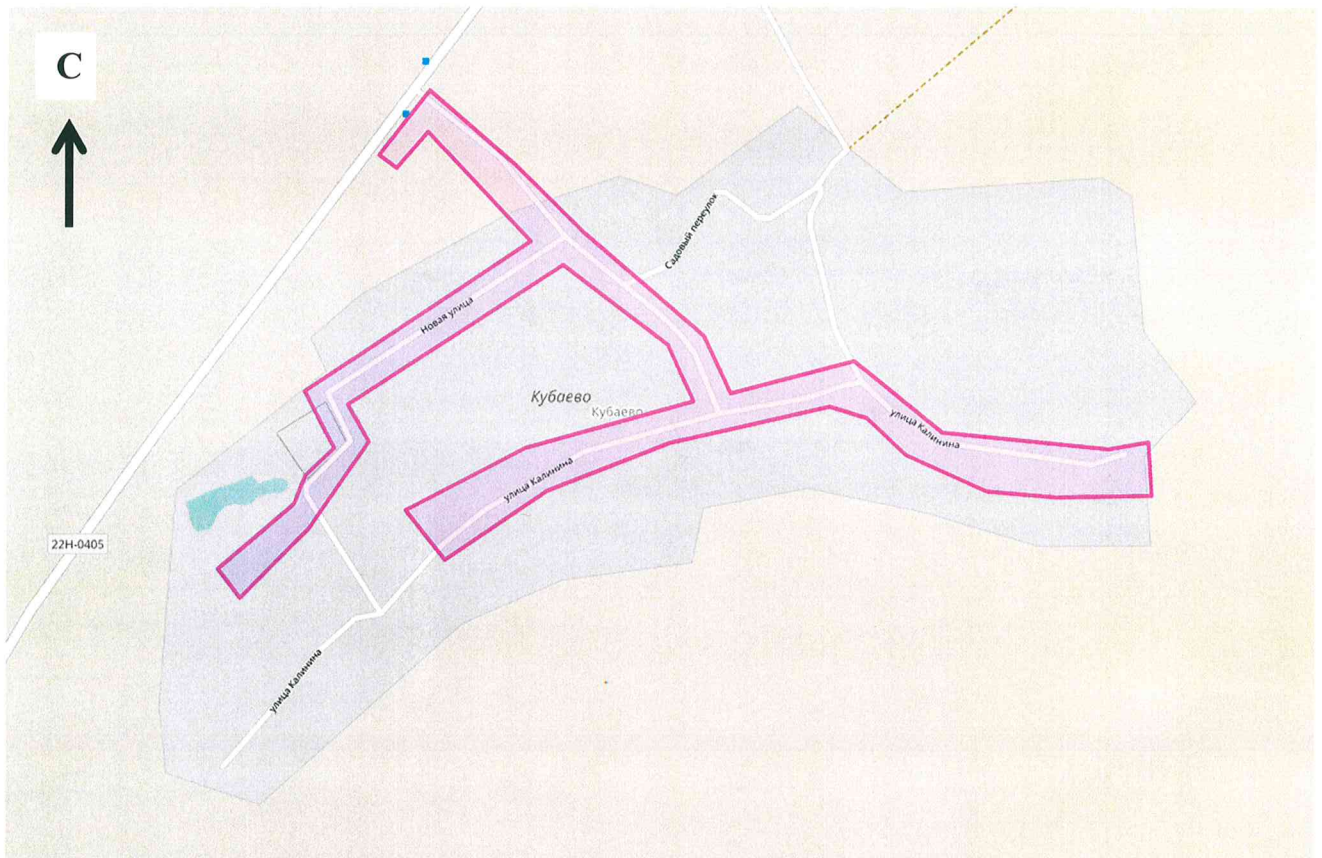 С
Садовый переулок
Новая улица
Кубаево
Кубаево
улица Калинина
улица Калинина
22Н-0405
улица Калинина